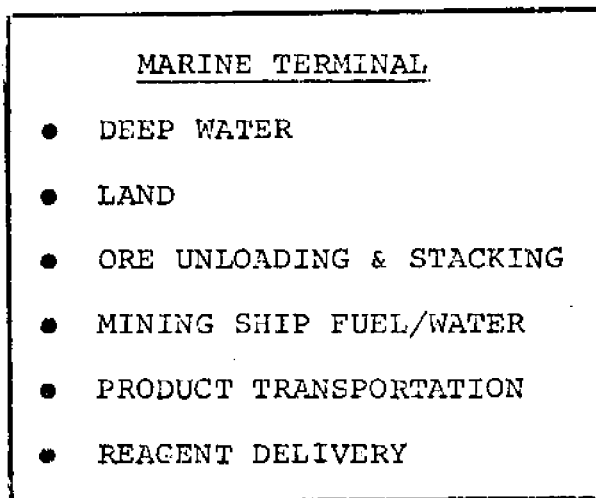 MARINE TERMINAL
• DEEP WATER
• LAND
• ORE UNLOADING & STACKING
• MINING SHIP FUEL/WATER
• PRODUCT TRANSPORTATION
• REAGENT DELIVERY